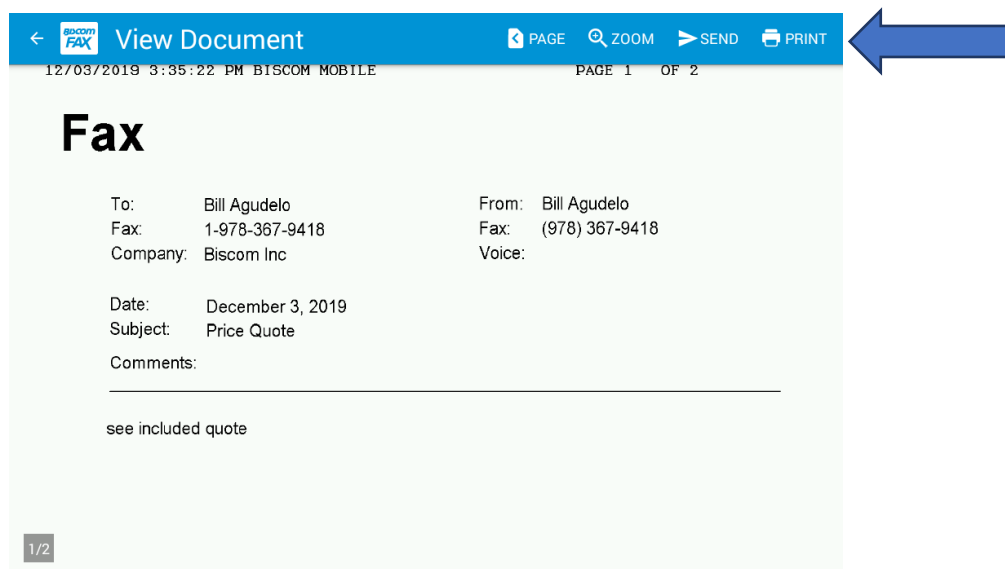 ← BISCOM FAX View Document PAGE ZOOM SEND PRINT
12/03/2019 3:35:22 PM BISCOM MOBILE PAGE 1 OF 2
Fax
To: Bill Agudelo From: Bill Agudelo
Fax: 1-978-367-9418 Fax: (978) 367-9418
Company: Biscom Inc Voice:
Date: December 3, 2019
Subject: Price Quote
Comments:
see included quote
1/2